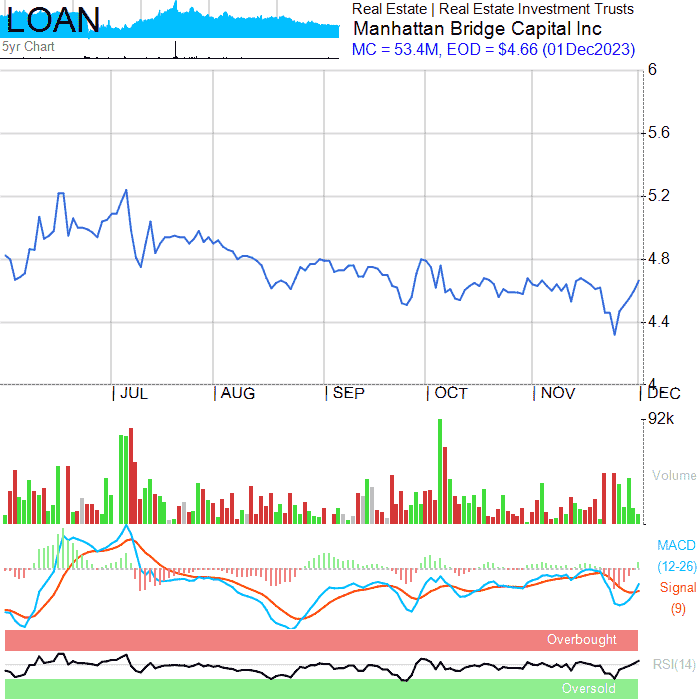 LOAN
5yr Chart
Real Estate | Real Estate Investment Trusts
Manhattan Bridge Capital Inc
MC = 53.4M, EOD = $4.66 (01Dec2023)
6
5.6
5.2
4.8
4.4
4
JUL AUG SEP OCT NOV DEC
92k
Volume
MACD
(12-26)
Signal
(9)
Overbought
RSI(14)
Oversold